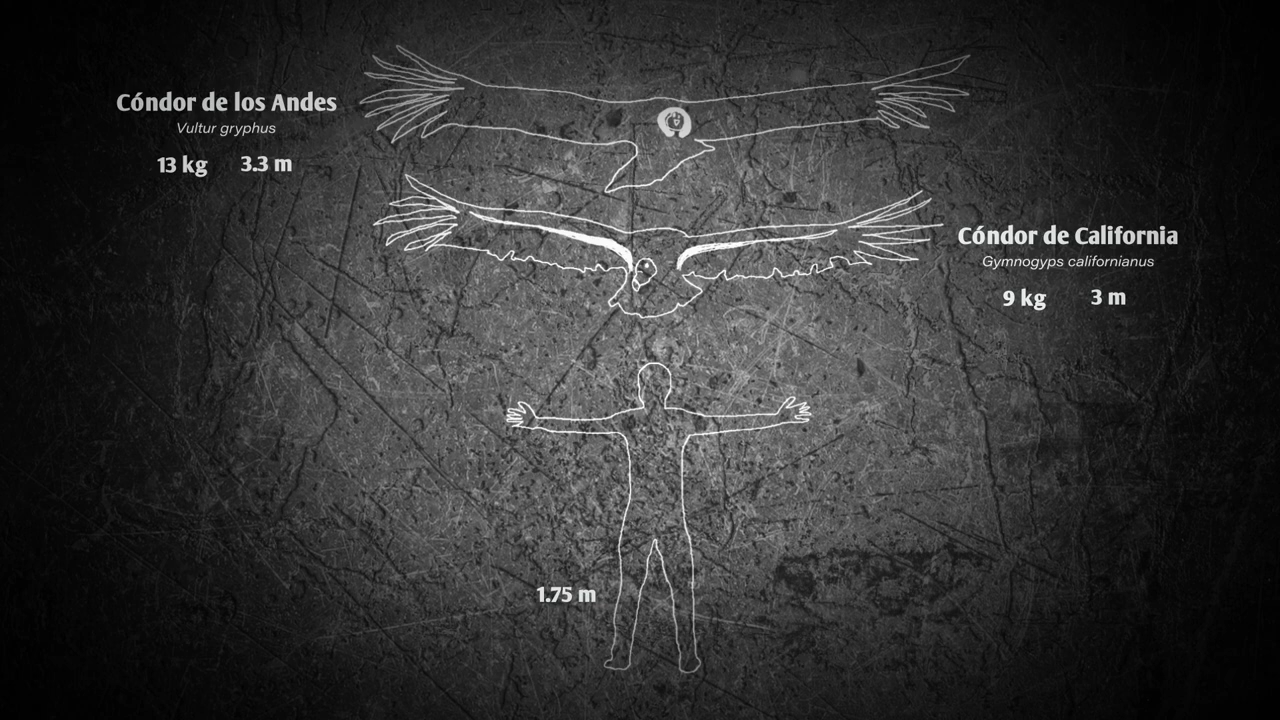 Cóndor de los Andes
Vultur gryphus
13 kg 3.3 m
Cóndor de California
Gymnogyps californianus
9 kg 3 m
1.75 m